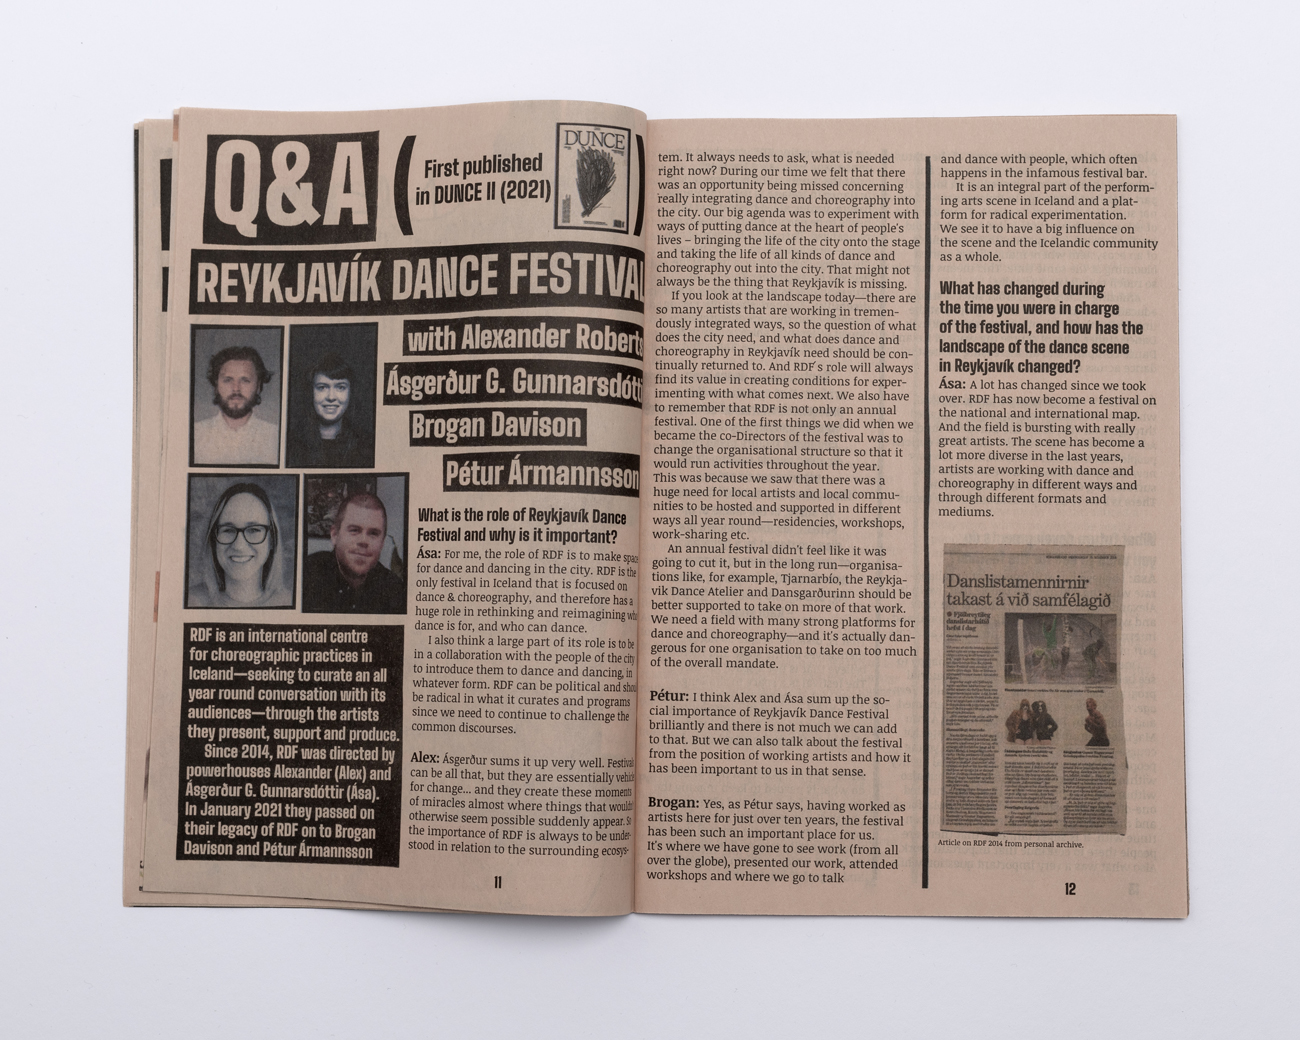 Q&A
First published
in DUNCE II (2021)
DUNCE
REYKJAVÍK DANCE FESTIVAL
with Alexander Roberts
Ásgerður G. Gunnarsdótti
Brogan Davison
Pétur Ármannsson
RDF is an international centre
for choreographic practices in
Iceland—seeking to curate an all
year round conversation with its
audiences—through the artists
they present, support and produce.
Since 2014, RDF was directed by
powerhouses Alexander (Alex) and
Ásgerður G. Gunnarsdóttir (Ása).
In January 2021 they passed on
their legacy of RDF on to Brogan
Davison and Pétur Ármannsson
What is the role of Reykjavík Dance
Festival and why is it important?
Ása: For me, the role of RDF is to make space
for dance and dancing in the city. RDF is the
only festival in Iceland that is focused on
dance & choreography, and therefore has a
huge role in rethinking and reimagining
dance is for, and who can dance.
I also think a large part of its role is to be
in a collaboration with the people of the city
to introduce them to dance and dancing, in
whatever form. RDF can be political and
be radical in what it curates and programs
since we need to continue to challenge the
common discourses.
Alex: Ásgerður sums it up very well. Festival
can be all that, but they are essentially
for change... and they create these moments
of miracles almost where things that
otherwise seem possible suddenly appear. So
the importance of RDF is always to be under-
stood in relation to the surrounding ecosys-
11
tem. It always needs to ask, what is needed
right now? During our time we felt that there
was an opportunity being missed concerning
really integrating dance and choreography into
the city. Our big agenda was to experiment with
ways of putting dance at the heart of people's
lives – bringing the life of the city onto the stage
and taking the life of all kinds of dance and
choreography out into the city. That might not
always be the thing that Reykjavík is missing.
If you look at the landscape today—there are
so many artists that are working in tremen-
dously integrated ways, so the question of what
does the city need, and what does dance and
choreography in Reykjavík need should be con-
tinually returned to. And RDF´s role will always
find its value in creating conditions for exper-
imenting with what comes next. We also have
to remember that RDF is not only an annual
festival. One of the first things we did when we
became the co-Directors of the festival was to
change the organisational structure so that it
would run activities throughout the year.
This was because we saw that there was a
huge need for local artists and local commu-
nities to be hosted and supported in different
ways all year round—residencies, workshops,
work-sharing etc.
An annual festival didn't feel like it was
going to cut it, but in the long run—organisa-
tions like, for example, Tjarnarbíó, the Reykja-
vík Dance Atelier and Dansgarðurinn should be
better supported to take on more of that work.
We need a field with many strong platforms for
dance and choreography—and it's actually dan-
gerous for one organisation to take on too much
of the overall mandate.
Pétur: I think Alex and Ása sum up the so-
cial importance of Reykjavík Dance Festival
brilliantly and there is not much we can add
to that. But we can also talk about the festival
from the position of working artists and how it
has been important to us in that sense.
Brogan: Yes, as Pétur says, having worked as
artists here for just over ten years, the festival
has been such an important place for us.
It's where we have gone to see work (from all
over the globe), presented our work, attended
workshops and where we go to talk
and dance with people, which often
happens in the infamous festival bar.
It is an integral part of the perform-
ing arts scene in Iceland and a plat-
form for radical experimentation.
We see it to have a big influence on
the scene and the Icelandic community
as a whole.
What has changed during
the time you were in charge
of the festival, and how has the
landscape of the dance scene
in Reykjavík changed?
Ása: A lot has changed since we took
over. RDF has now become a festival on
the national and international map.
And the field is bursting with really
great artists. The scene has become a
lot more diverse in the last years,
artists are working with dance and
choreography in different ways and
through different formats and
mediums.
Danslistamennirnir
takast á við samfélagið
Article on RDF 2014 from personal archive.
12